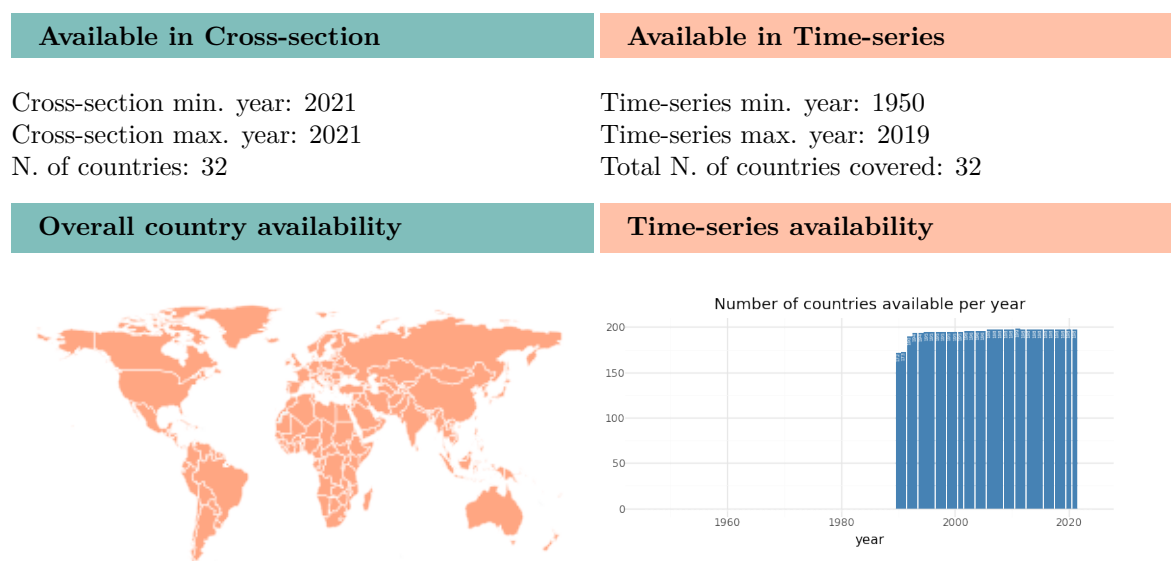 Available in Cross-section
Available in Time-series
Cross-section min. year: 2021
Cross-section max. year: 2021
N. of countries: 32
Time-series min. year: 1950
Time-series max. year: 2019
Total N. of countries covered: 32
Overall country availability
Time-series availability
Number of countries available per year
200
150
100
50
0
1960 1980 2000 2020
year